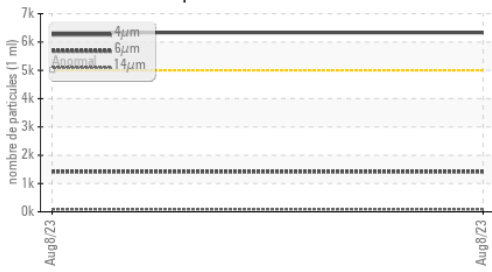 7k
6k
5k
4k
3k
2k
1k
0k
nombre de particules (1 ml)
4μm
6μm
Anormal
14μm
Aug8/23
Aug8/23